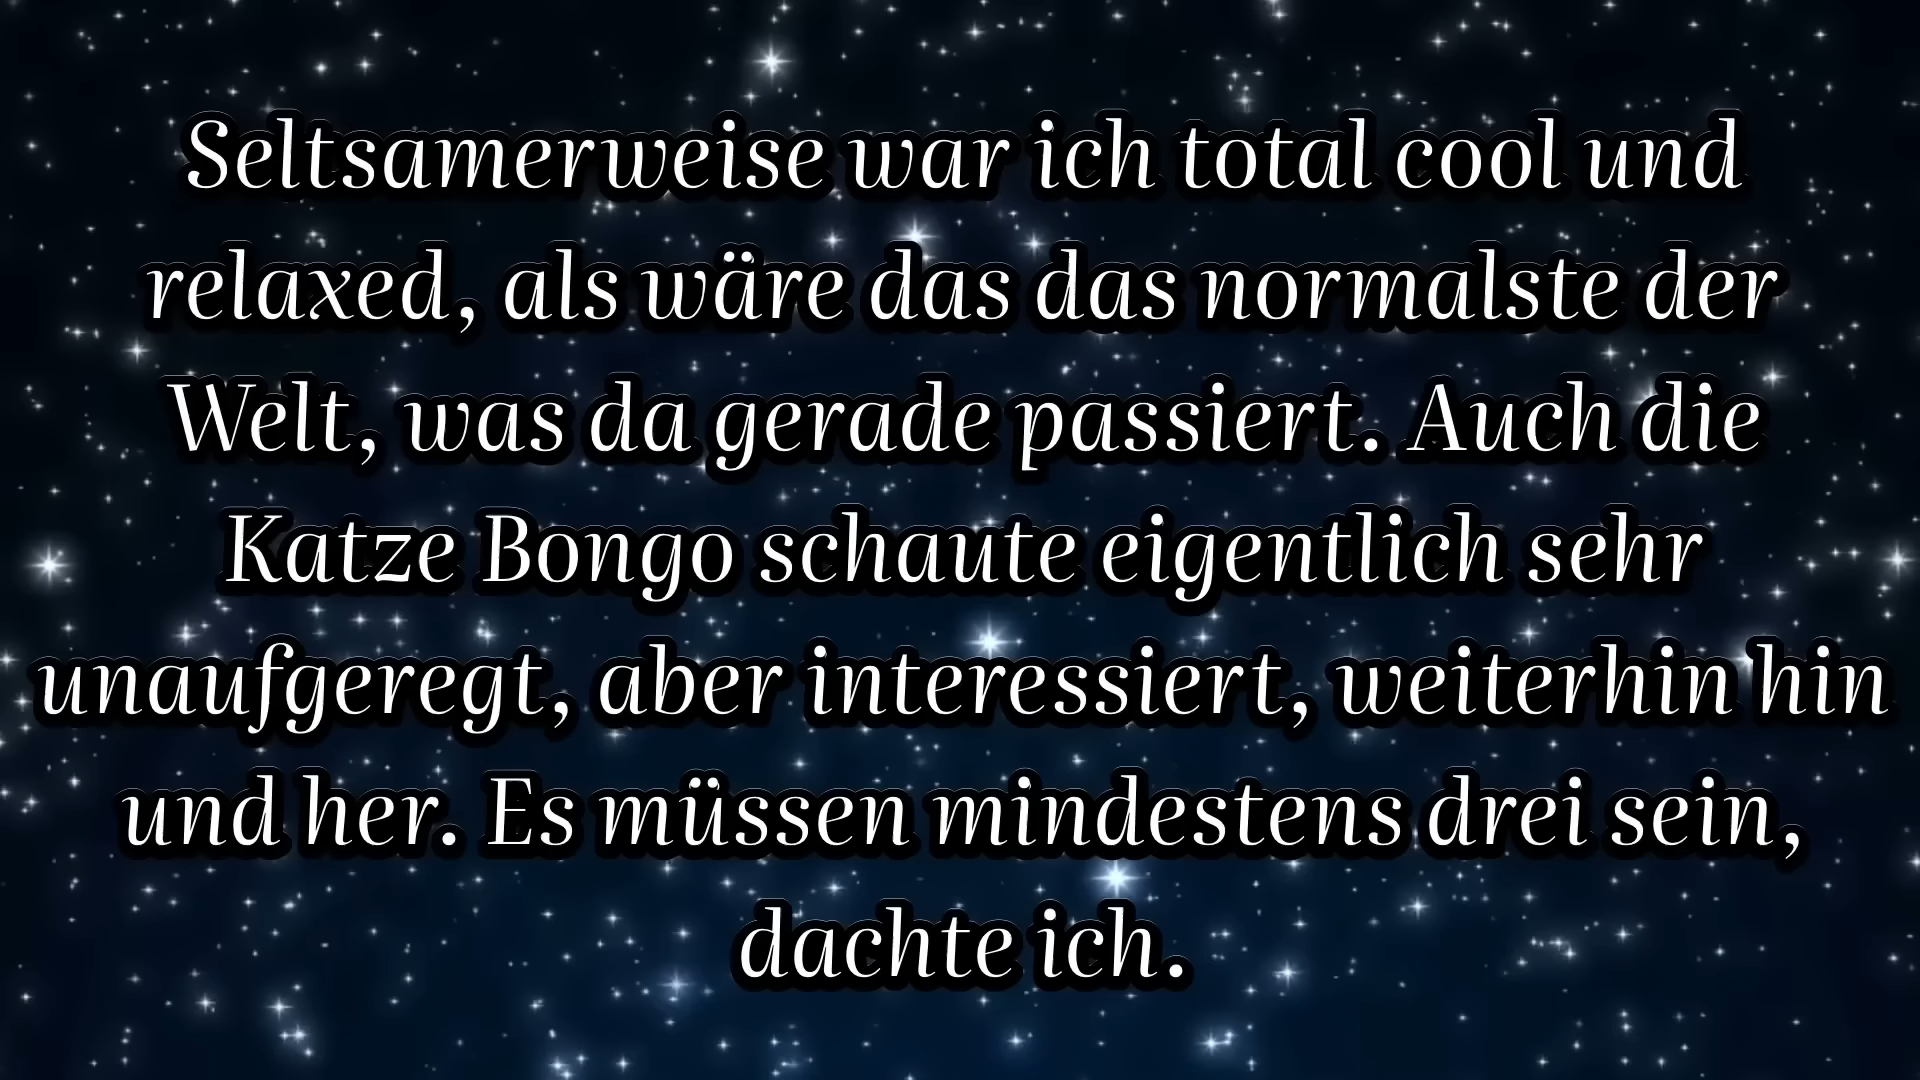 Seltsamerweise war ich total cool und
relaxed, als wäre das das normalste der
Welt, was da gerade passiert. Auch die
Katze Bongo schaute eigentlich sehr
unaufgeregt, aber interessiert, weiterhin hin
und her. Es müssen mindestens drei sein,
dachte ich.